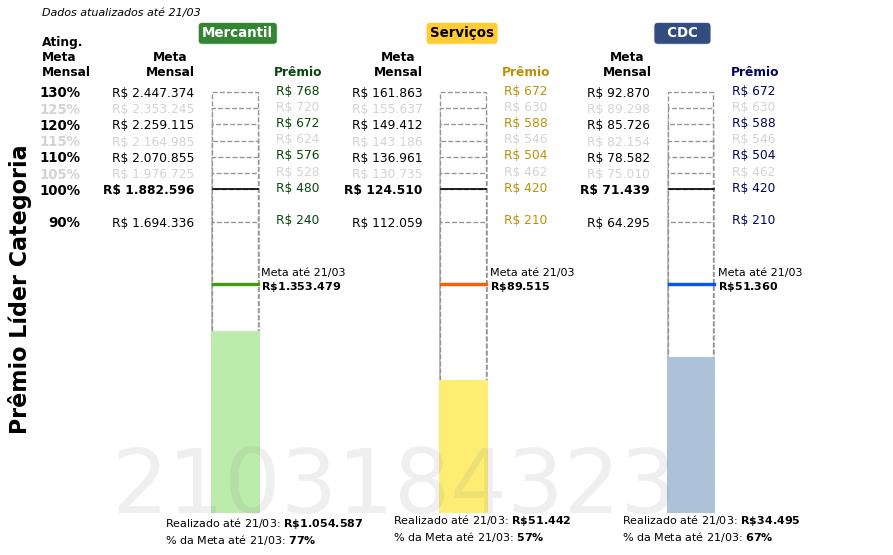 Dados atualizados até 21/03
Mercantil Serviços CDC
Ating. Meta Mensal Meta Mensal Prêmio Meta Mensal Prêmio Meta Mensal Prêmio
130% R$ 2.447.374 R$ 768 R$ 161.863 R$ 672 R$ 92.870 R$ 672
125% R$ 2.353.245 R$ 720 R$ 155.637 R$ 630 R$ 89.298 R$ 630
120% R$ 2.259.115 R$ 672 R$ 149.412 R$ 588 R$ 85.726 R$ 588
115% R$ 2.164.985 R$ 624 R$ 143.186 R$ 546 R$ 82.154 R$ 546
110% R$ 2.070.855 R$ 576 R$ 136.961 R$ 504 R$ 78.582 R$ 504
105% R$ 1.976.725 R$ 528 R$ 130.735 R$ 462 R$ 75.010 R$ 462
100% R$ 1.882.596 R$ 480 R$ 124.510 R$ 420 R$ 71.439 R$ 420
90% R$ 1.694.336 R$ 240 R$ 112.059 R$ 210 R$ 64.295 R$ 210
Prêmio Líder Categoria
Meta até 21/03 Meta até 21/03 Meta até 21/03
R$1.353.479 R$89.515 R$51.360
2103184323
Realizado até 21/03: R$1.054.587 Realizado até 21/03: R$51.442 Realizado até 21/03: R$34.495
% da Meta até 21/03: 77% % da Meta até 21/03: 57% % da Meta até 21/03: 67%